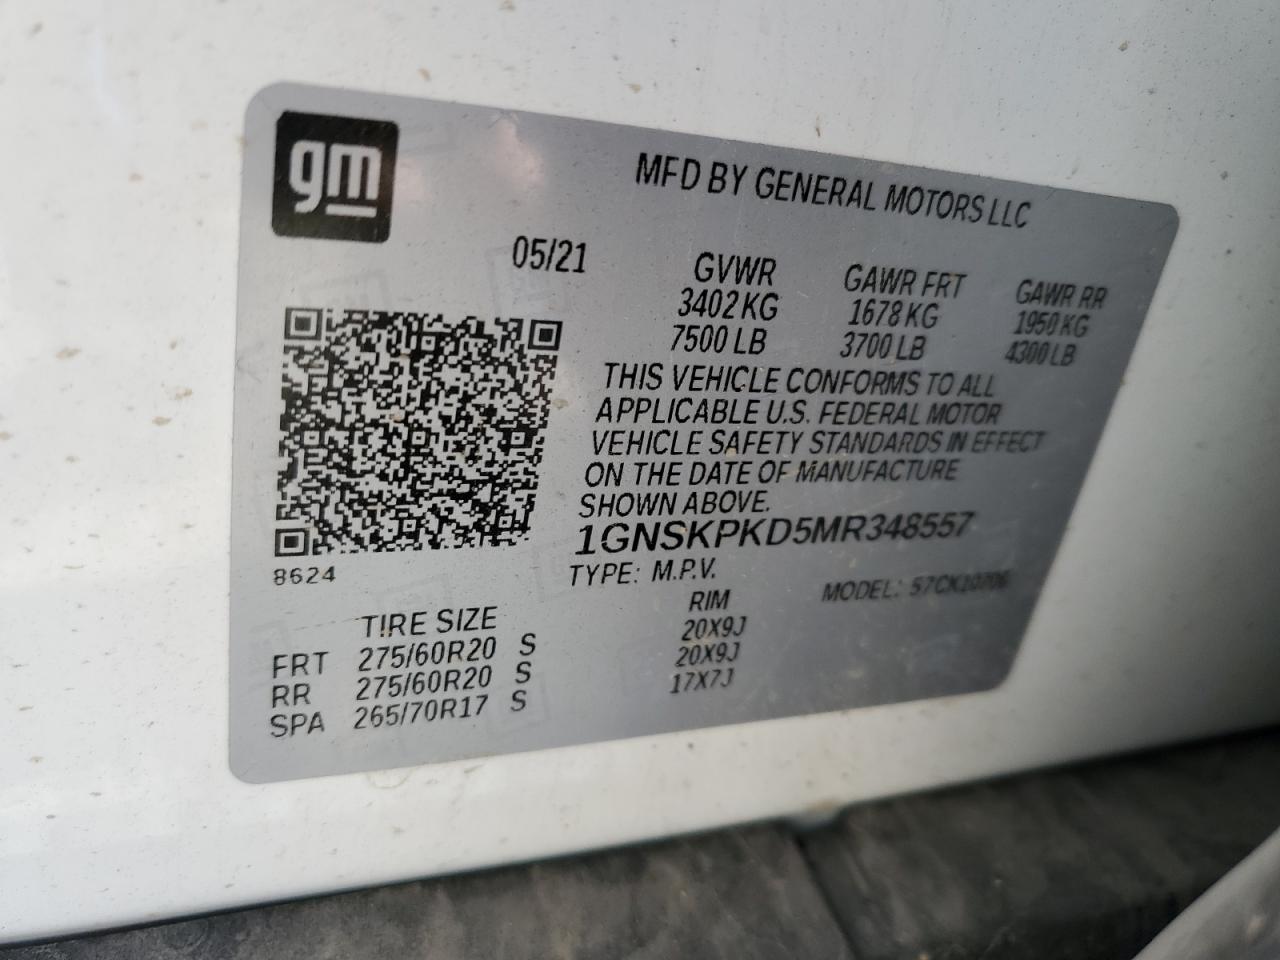 gm
MFD BY GENERAL MOTORS LLC
05/21
GVWR GAWR FRT GAWR RR
3402 KG 1678 KG 1950 KG
7500 LB 3700 LB 4300 LB
THIS VEHICLE CONFORMS TO ALL
APPLICABLE U.S. FEDERAL MOTOR
VEHICLE SAFETY STANDARDS IN EFFECT
ON THE DATE OF MANUFACTURE
SHOWN ABOVE.
1GNSKPKD5MR348557
8624
TYPE: M.P.V. MODEL:
TIRE SIZE RIM
FRT 275/60R20 S 20X9J
RR 275/60R20 S 20X9J
SPA 265/70R17 S 17X7J